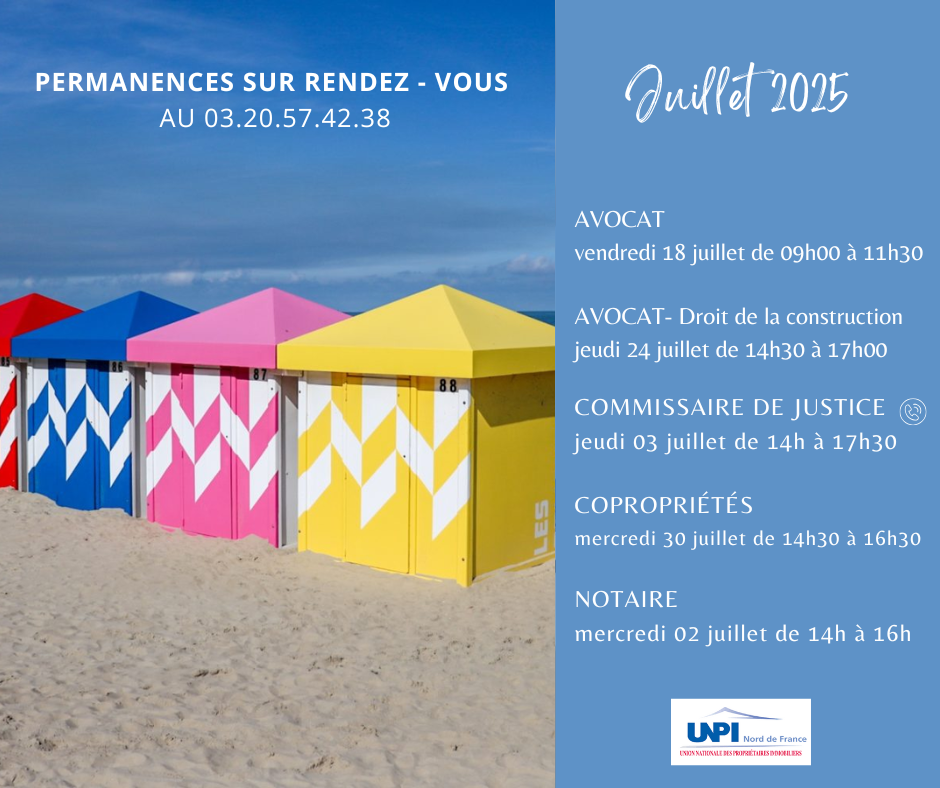 PERMANENCES SUR RENDEZ - VOUS
AU 03.20.57.42.38
Juillet 2025
AVOCAT
vendredi 18 juillet de 09h00 à 11h30
AVOCAT- Droit de la construction
jeudi 24 juillet de 14h30 à 17h00
COMMISSAIRE DE JUSTICE
jeudi 03 juillet de 14h à 17h30
COPROPRIÉTÉS
mercredi 30 juillet de 14h30 à 16h30
NOTAIRE
mercredi 02 juillet de 14h à 16h
85
86
87
88
LES
UNPI Nord de France
UNION NATIONALE DES PROPRIÉTAIRES IMMOBILIERS